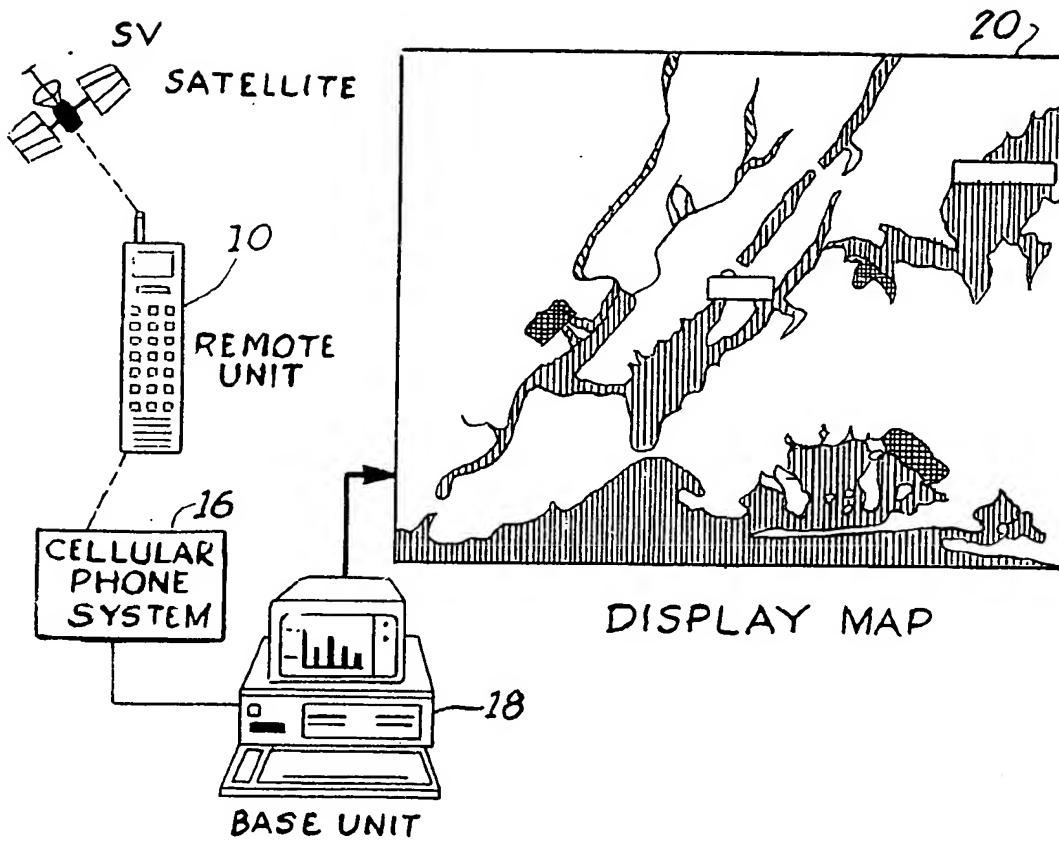 SV
SATELLITE
20
10
REMOTE
UNIT
16
CELLULAR
PHONE
SYSTEM
DISPLAY MAP
18
BASE UNIT